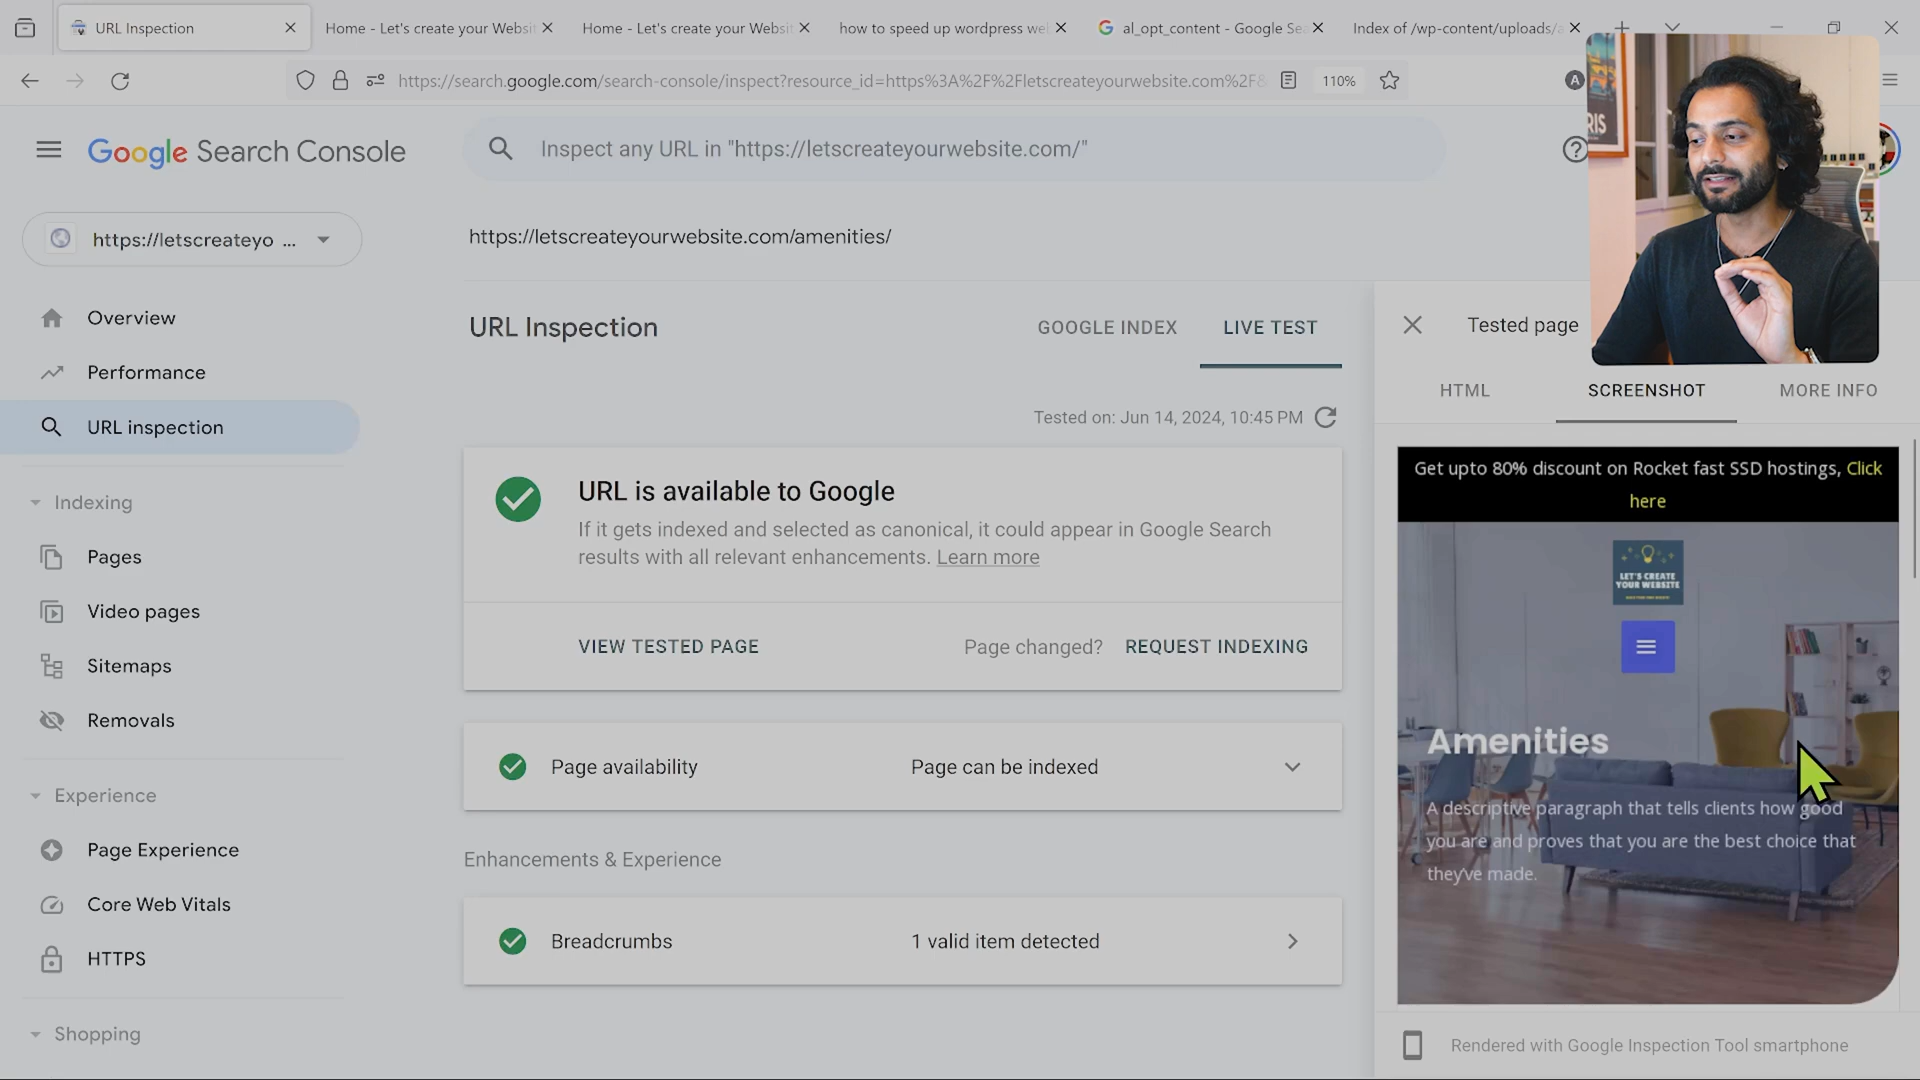 URL Inspection
Home - Let's create your Websi
Home - Let's create your Websi
how to speed up wordpress we
al_opt_content - Google Se
Index of /wp-content/uploads/a
https://search.google.com/search-console/inspect?resource_id=https%3A%2F%2Fletscreateyourwebsite.com%2F&
110%
A
Google Search Console
Inspect any URL in "https://letscreateyourwebsite.com/"
RIS
https://letscreateyo ...
https://letscreateyourwebsite.com/amenities/
Overview
Performance
URL inspection
Indexing
Pages
Video pages
Sitemaps
Removals
Experience
Page Experience
Core Web Vitals
HTTPS
Shopping
URL Inspection
GOOGLE INDEX
LIVE TEST
Tested on: Jun 14, 2024, 10:45 PM
URL is available to Google
If it gets indexed and selected as canonical, it could appear in Google Search
results with all relevant enhancements. Learn more
VIEW TESTED PAGE
Page changed?
REQUEST INDEXING
Page availability
Page can be indexed
Enhancements & Experience
Breadcrumbs
1 valid item detected
Tested page
HTML
SCREENSHOT
MORE INFO
Get upto 80% discount on Rocket fast SSD hostings, Click
here
LET'S CREATE
YOUR WEBSITE
Amenities
A descriptive paragraph that tells clients how good
you are and proves that you are the best choice that
they've made.
Rendered with Google Inspection Tool smartphone